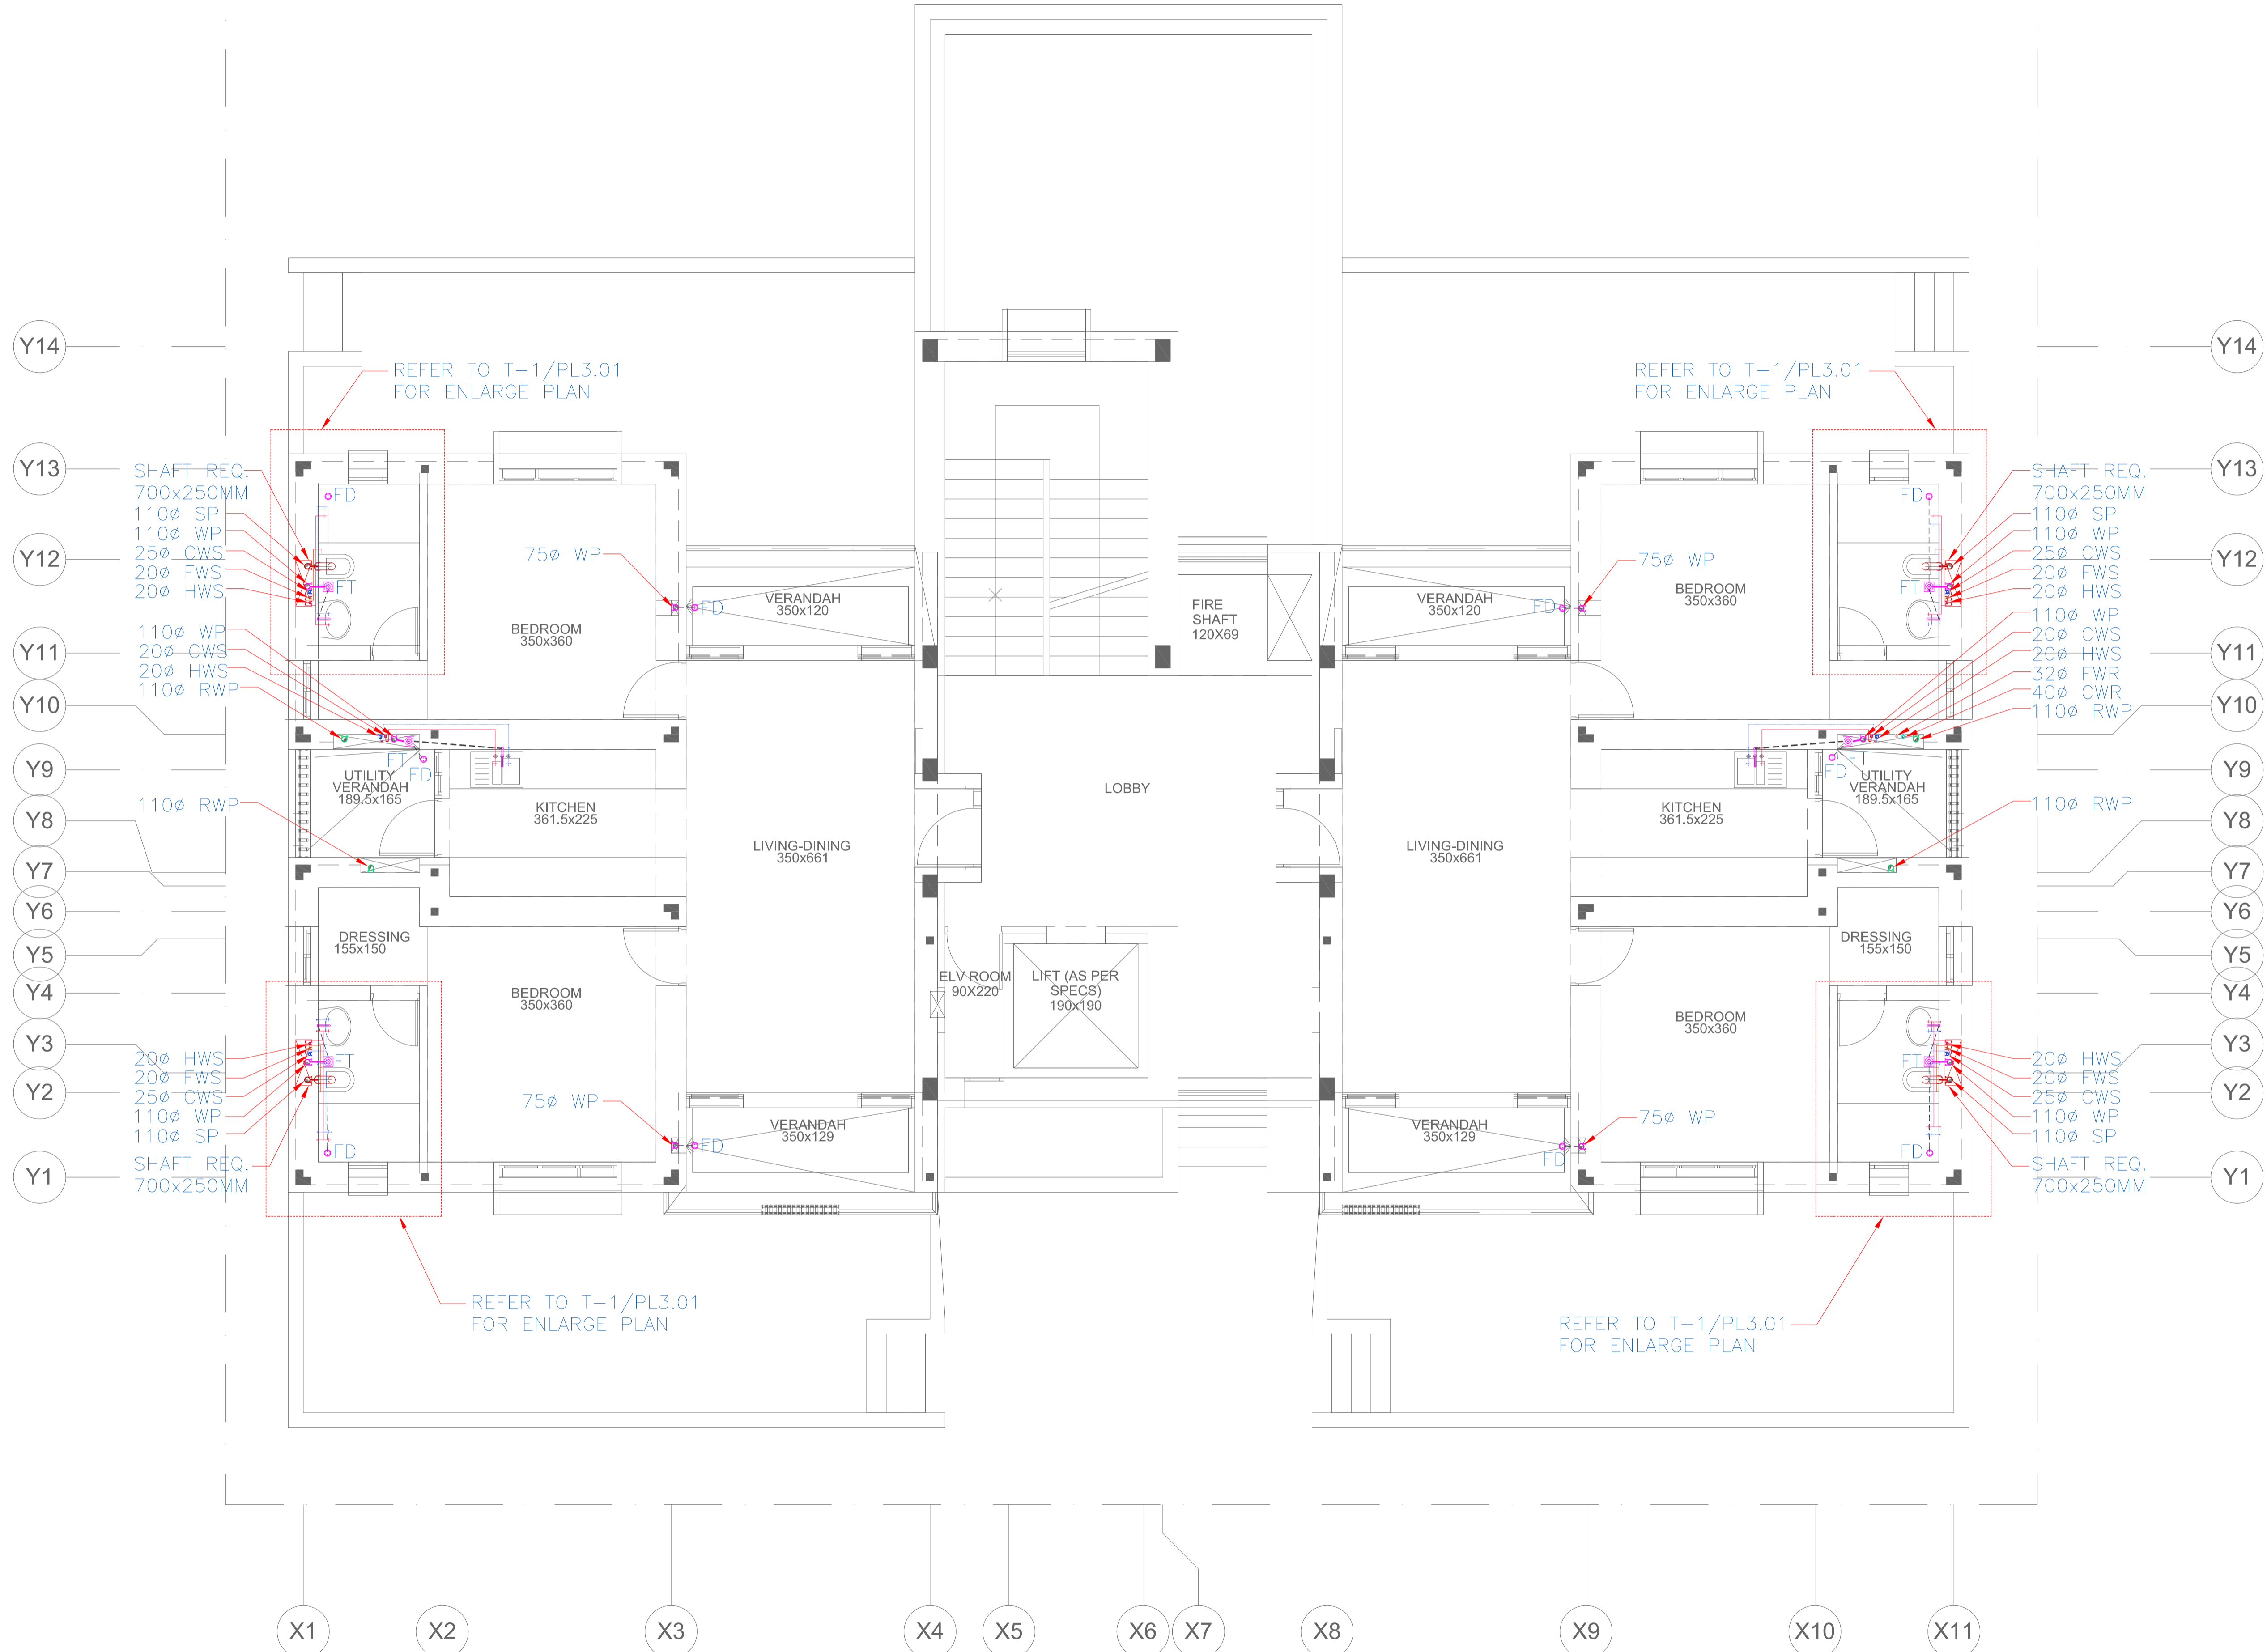 Y14
Y13
Y12
Y11
Y10
Y9
Y8
Y7
Y6
Y5
Y4
Y3
Y2
Y1
REFER TO T-1/PL3.01
FOR ENLARGE PLAN
SHAFT REQ.
700x250MM
110ø SP
110ø WP
25ø CWS
20ø FWS
20ø HWS
110ø WP
20ø CWS
20ø HWS
110ø RWP
110ø RWP
20ø HWS
20ø FWS
25ø CWS
110ø WP
110ø SP
SHAFT REQ.
700x250MM
REFER TO T-1/PL3.01
FOR ENLARGE PLAN
FD
FT
BEDROOM
350x360
75ø WP
FD
VERANDAH
350x120
FT
FD
UTILITY
VERANDAH
189.5x165
KITCHEN
361.5x225
LIVING-DINING
350x661
DRESSING
155x150
BEDROOM
350x360
FT
FD
75ø WP
FD
VERANDAH
350x129
FIRE
SHAFT
120X69
LOBBY
ELV ROOM
90X220
LIFT (AS PER
SPECS)
190x190
VERANDAH
350x120
FD
75ø WP
BEDROOM
350x360
FD
FT
LIVING-DINING
350x661
KITCHEN
361.5x225
FD
FT
UTILITY
VERANDAH
189.5x165
DRESSING
155x150
BEDROOM
350x360
FT
FD
VERANDAH
350x129
FD
75ø WP
REFER TO T-1/PL3.01
FOR ENLARGE PLAN
SHAFT REQ.
700x250MM
110ø SP
110ø WP
25ø CWS
20ø FWS
20ø HWS
110ø WP
20ø CWS
20ø HWS
32ø FWR
40ø CWR
110ø RWP
110ø RWP
20ø HWS
20ø FWS
25ø CWS
110ø WP
110ø SP
SHAFT REQ.
700x250MM
REFER TO T-1/PL3.01
FOR ENLARGE PLAN
Y14
Y13
Y12
Y11
Y10
Y9
Y8
Y7
Y6
Y5
Y4
Y3
Y2
Y1
X1
X2
X3
X4
X5
X6
X7
X8
X9
X10
X11